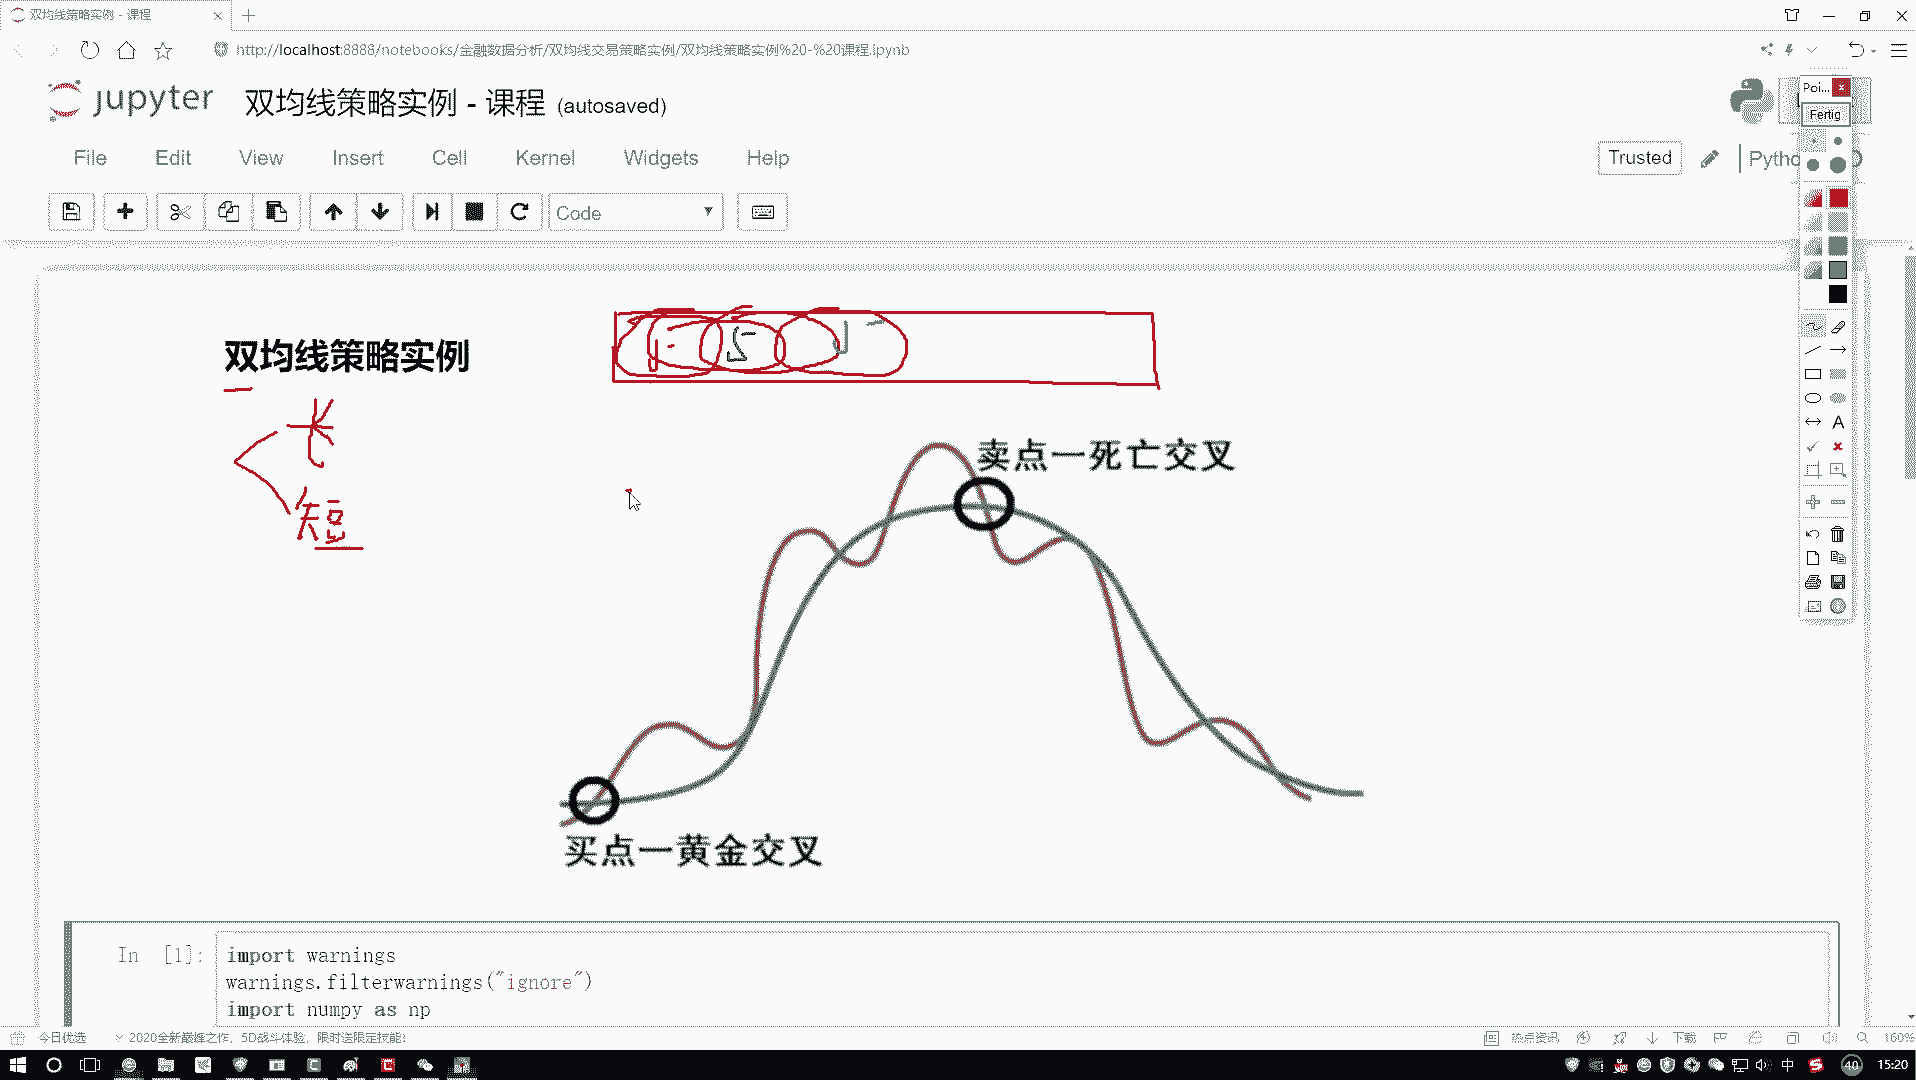 双均线策略实例 - 课程
http://localhost:8888/notebooks/金融数据分析/双均线交易策略实例/双均线策略实例%20-%20课程.ipynb
jupyter 双均线策略实例 - 课程 (autosaved)
Poi...
Fertig
File Edit View Insert Cell Kernel Widgets Help
Trusted
Pytho
Code
双均线策略实例
长
短
卖点一死亡交叉
买点一黄金交叉
In [1]:
import warnings
warnings.filterwarnings("ignore")
import numpy as np
今日优选
2020全新巅峰之作，5D战斗体验，限时送限定技能!
热点资讯
下载
160%
中
40
15:20